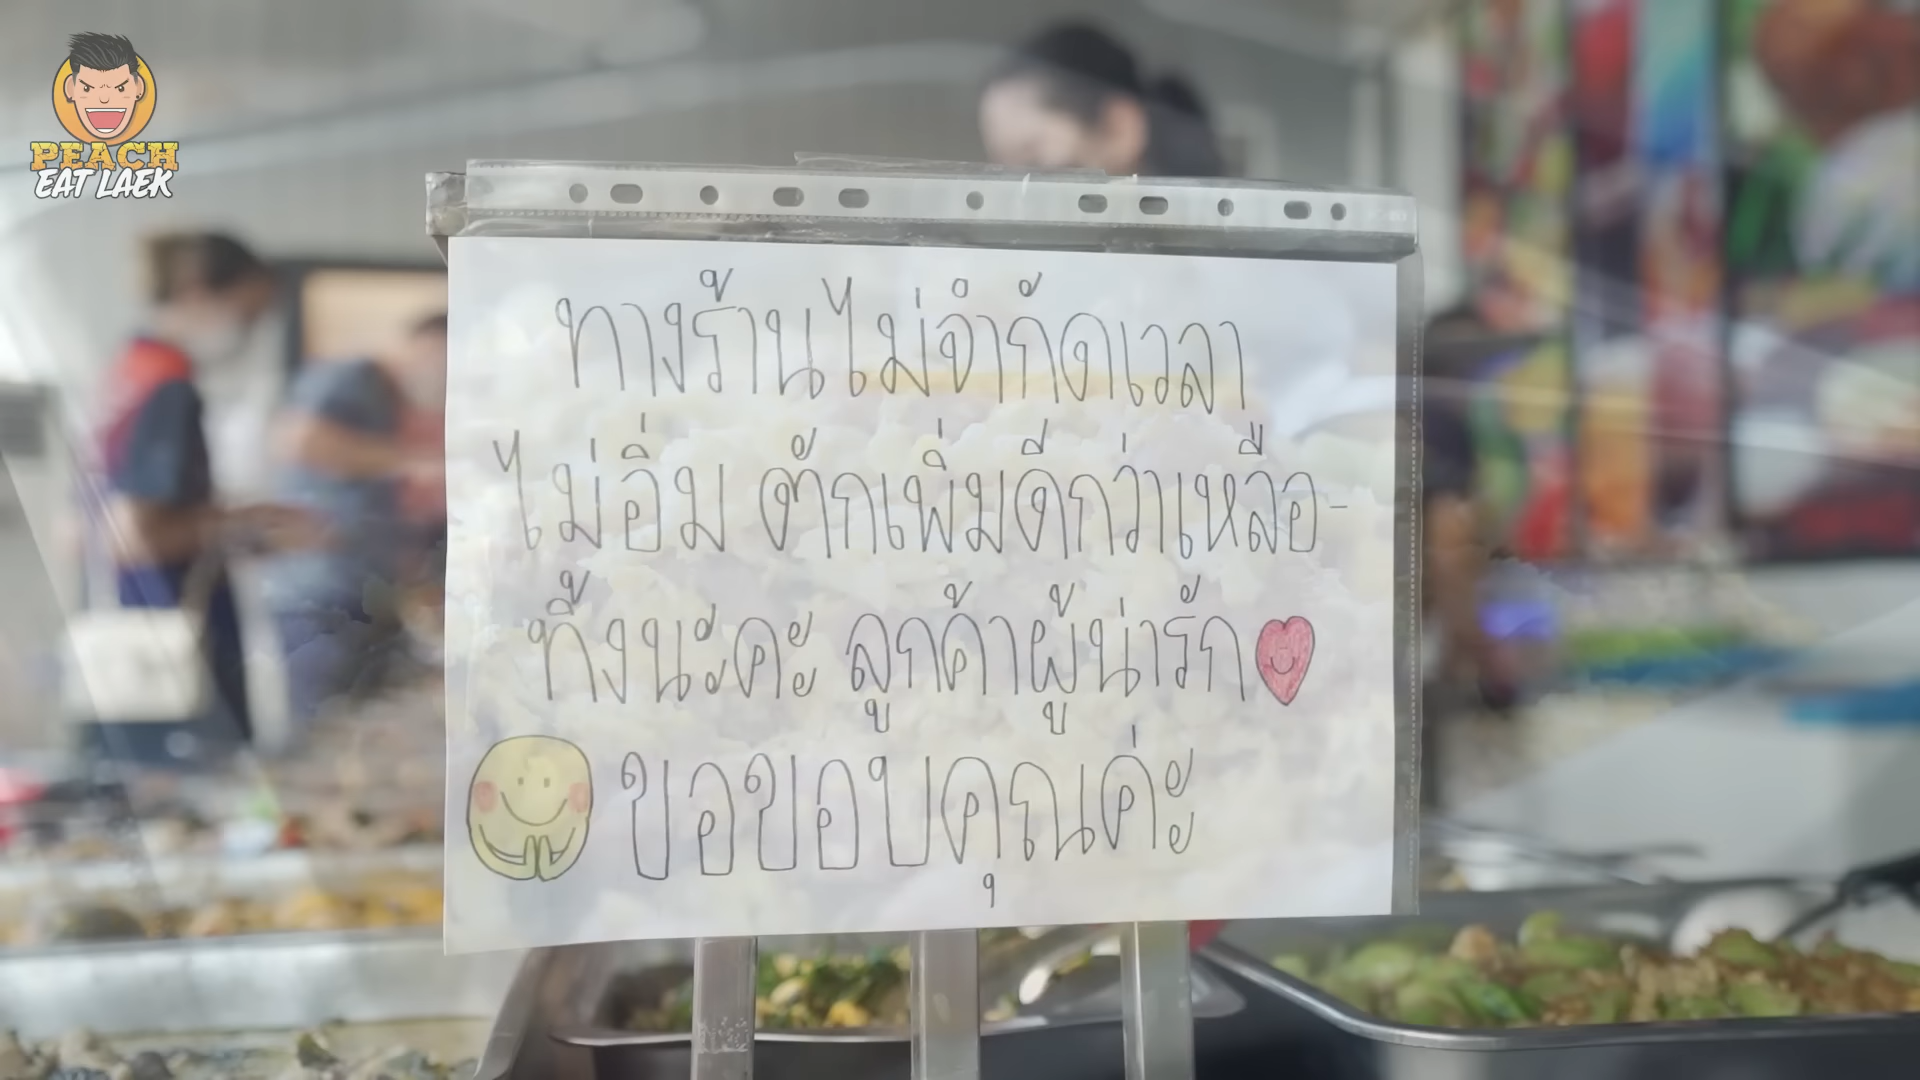 PEACH
EAT LAEK
ทางร้านไม่จำกัดเวลา
ไม่อิ่ม ตักเพิ่มดีกว่าเหลือ-
ทิ้งนะคะ ลูกค้าผู้น่ารัก
ขอขอบคุณค่ะ